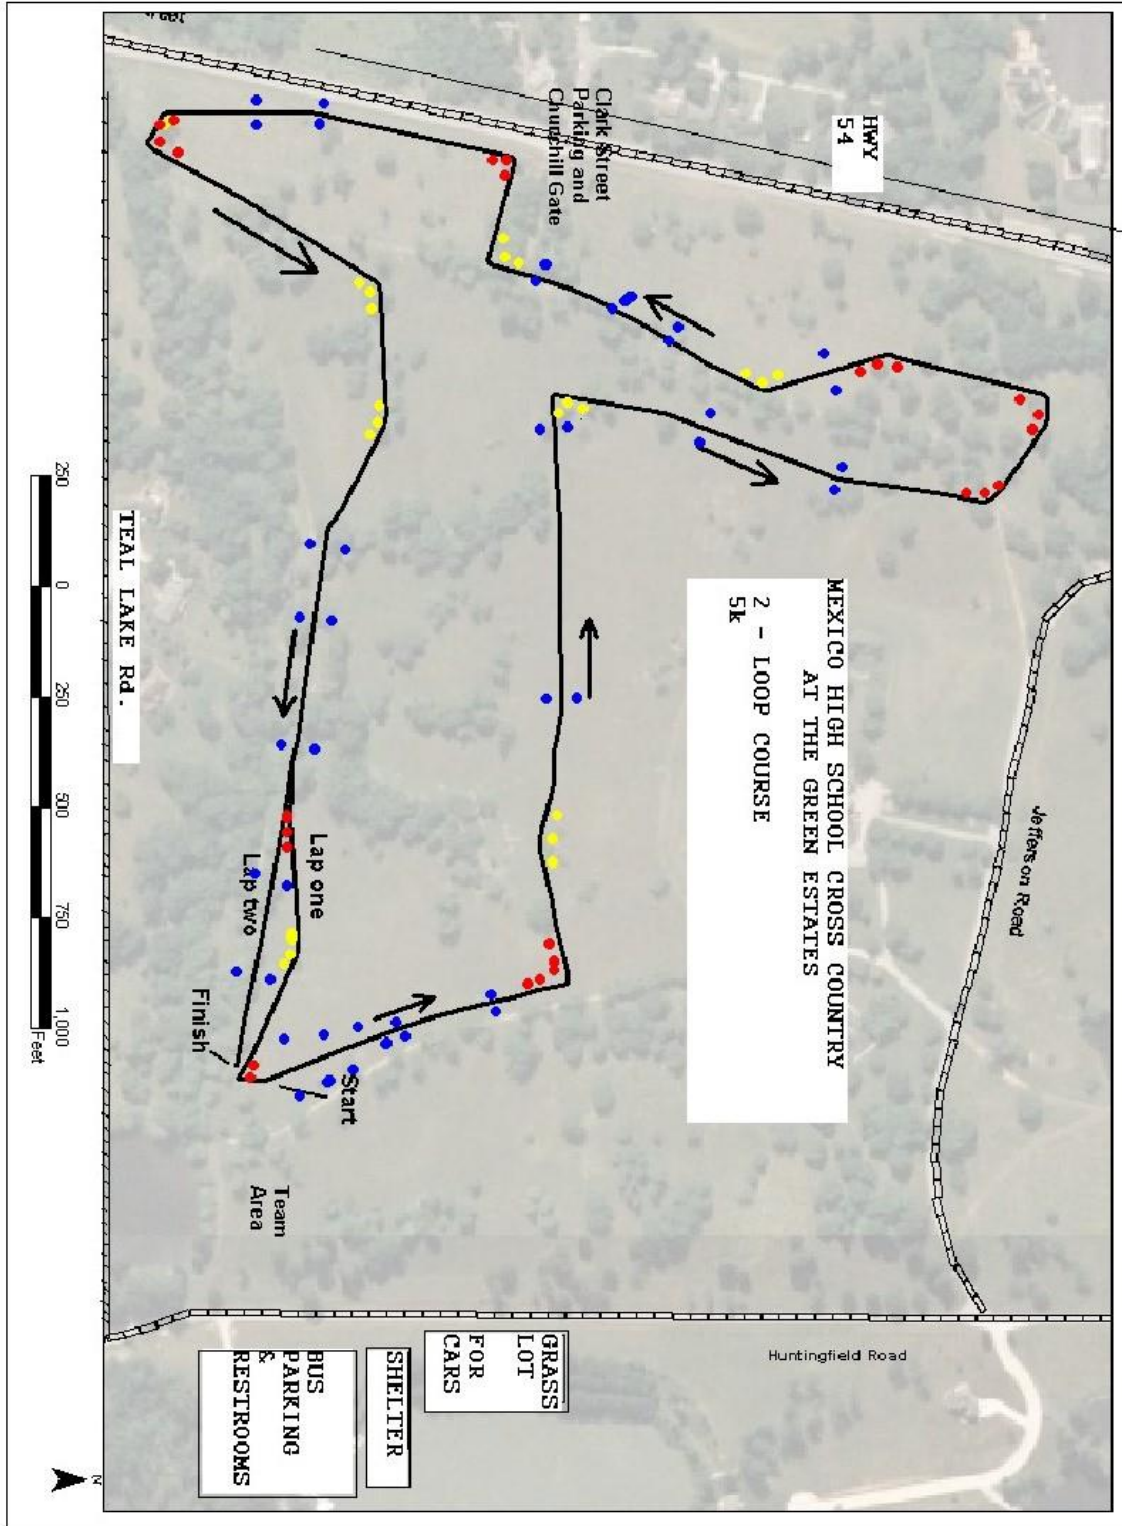 MEXICO HIGH SCHOOL CROSS COUNTRY
AT THE GREEN ESTATES
2 - LOOP COURSE
5k
HWY
54
Clark Street
Parking and
Churchill Gate
Jefferson Road
Huntingfield Road
TEAL LAKE Rd.
Lap one
Lap two
Finish
Start
Team
Area
GRASS
LOT
FOR
CARS
SHELTER
BUS
PARKING
&
RESTROOMS
250 0 250 500 750 1,000
Feet
N